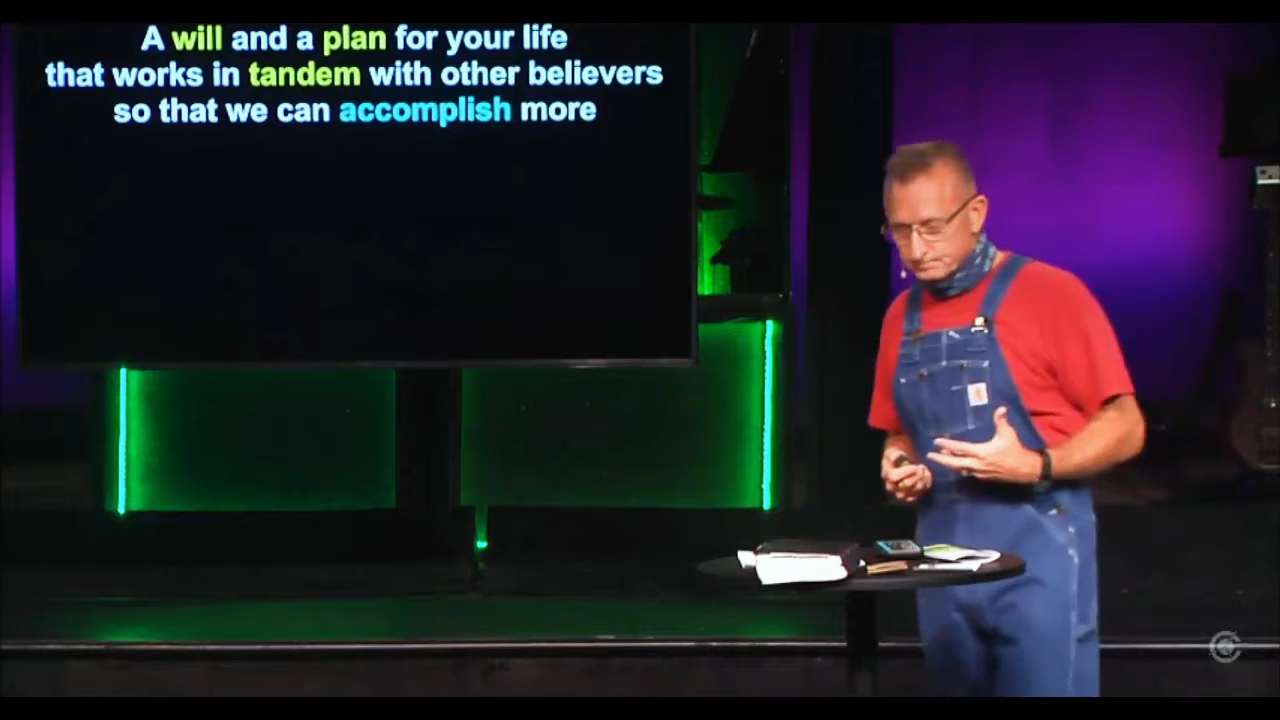 A will and a plan for your life
that works in tandem with other believers
so that we can accomplish more